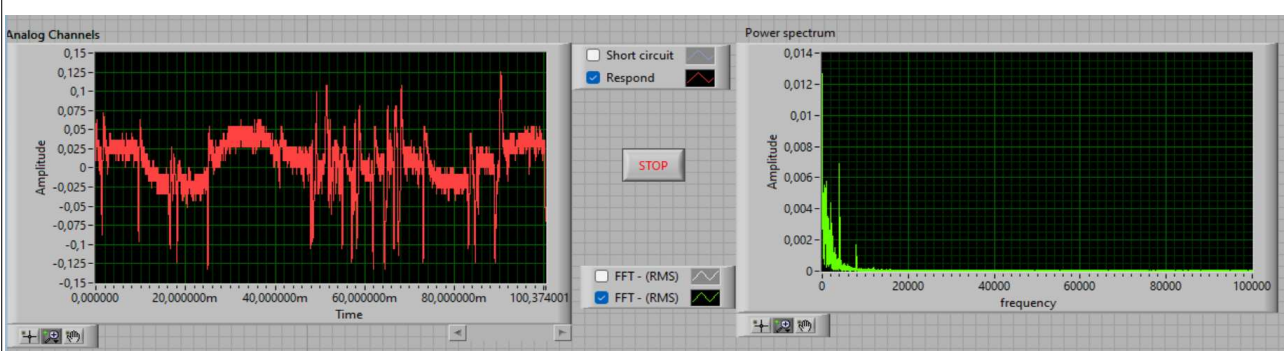 Analog Channels
0,15
0,125
0,1
0,075
0,05
0,025
0
-0,025
-0,05
-0,075
-0,1
-0,125
-0,15
Amplitude
0,000000 20,000000m 40,000000m 60,000000m 80,000000m 100,374001
Time
Short circuit
Respond
STOP
FFT - (RMS)
FFT - (RMS)
Power spectrum
0,014
0,012
0,01
0,008
0,006
0,004
0,002
0
Amplitude
0 20000 40000 60000 80000 100000
frequency